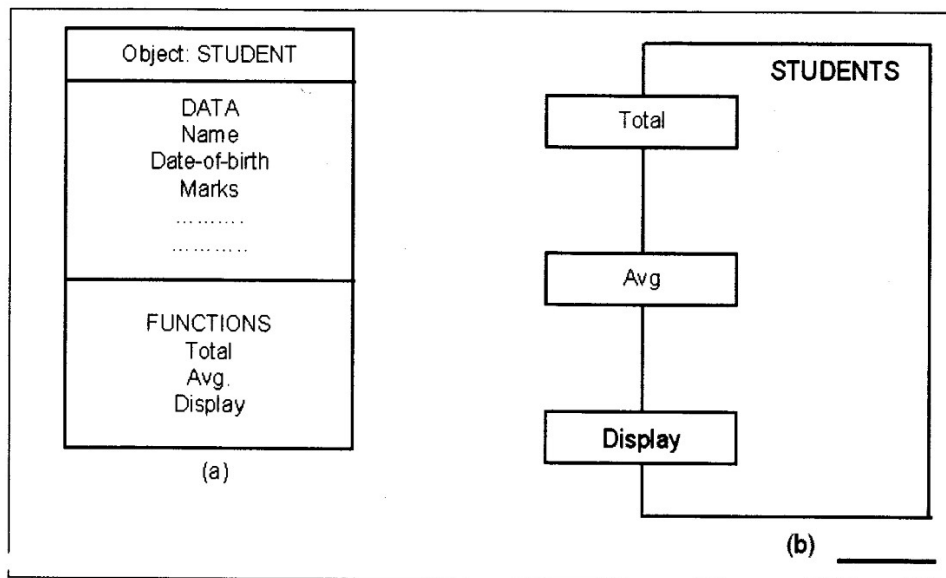 Object: STUDENT
DATA
Name
Date-of-birth
Marks
..........
...........
FUNCTIONS
Total
Avg.
Display
(a)
STUDENTS
Total
Avg
Display
(b)